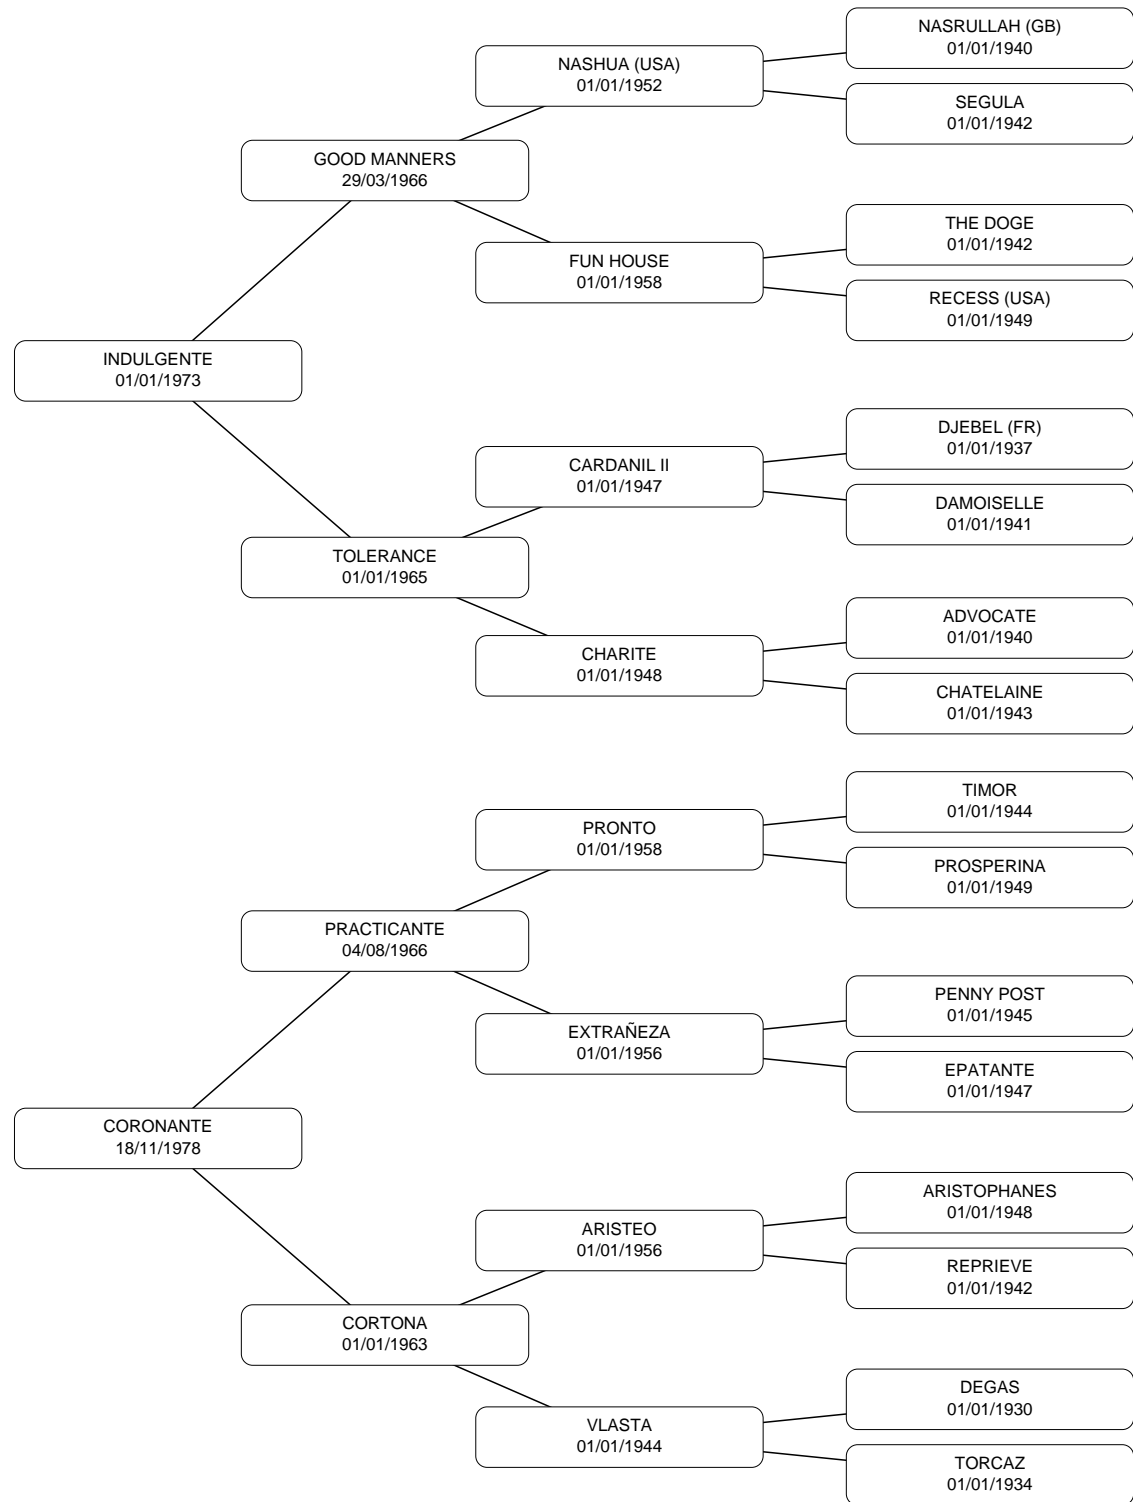 NASRULLAH (GB)
01/01/1940
NASHUA (USA)
01/01/1952
SEGULA
01/01/1942
GOOD MANNERS
29/03/1966
THE DOGE
01/01/1942
FUN HOUSE
01/01/1958
RECESS (USA)
01/01/1949
INDULGENTE
01/01/1973
DJEBEL (FR)
01/01/1937
CARDANIL II
01/01/1947
DAMOISELLE
01/01/1941
TOLERANCE
01/01/1965
ADVOCATE
01/01/1940
CHARITE
01/01/1948
CHATELAINE
01/01/1943
TIMOR
01/01/1944
PRONTO
01/01/1958
PROSPERINA
01/01/1949
PRACTICANTE
04/08/1966
PENNY POST
01/01/1945
EXTRAÑEZA
01/01/1956
EPATANTE
01/01/1947
CORONANTE
18/11/1978
ARISTOPHANES
01/01/1948
ARISTEO
01/01/1956
REPRIEVE
01/01/1942
CORTONA
01/01/1963
DEGAS
01/01/1930
VLASTA
01/01/1944
TORCAZ
01/01/1934